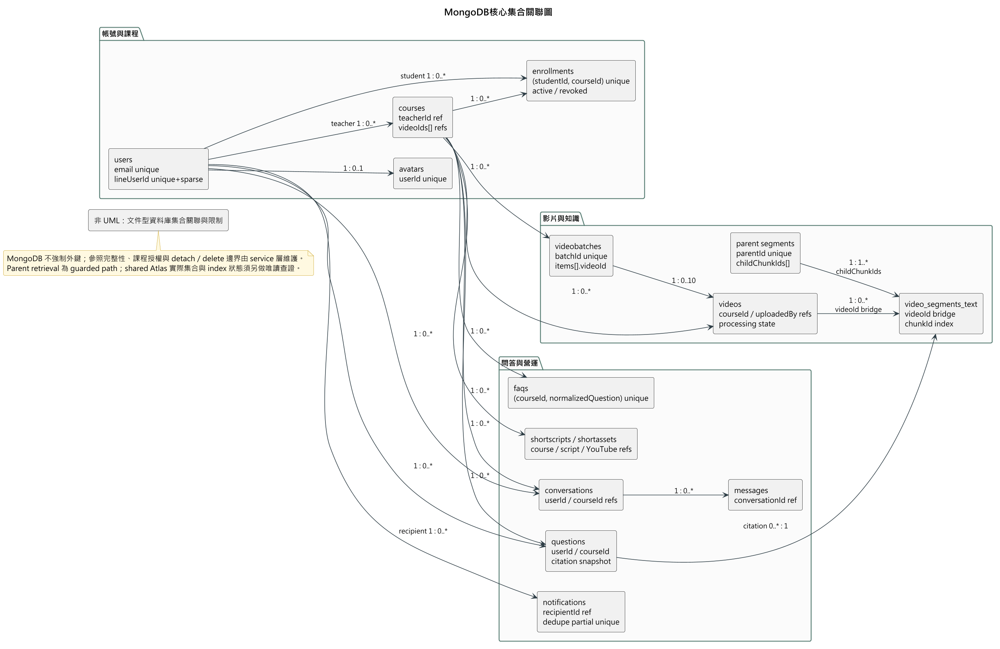 MongoDB核心集合關聯圖
帳號與課程
enrollments
(studentId, courseId) unique
active / revoked
student 1 : 0..*
1 : 0..*
courses
teacherId ref
videoIds[] refs
teacher 1 : 0..*
users
email unique
lineUserId unique+sparse
1 : 0..1
avatars
userId unique
1 : 0..*
非 UML：文件型資料庫集合關聯與限制
MongoDB 不強制外鍵；參照完整性、課程授權與 detach / delete 邊界由 service 層維護。
Parent retrieval 為 guarded path；shared Atlas 實際集合與 index 狀態須另做唯讀查證。
影片與知識
videobatches
batchId unique
items[].videoId
parent segments
parentId unique
childChunkIds[]
1 : 1..*
childChunkIds
1 : 0..10
1 : 0..*
videos
courseId / uploadedBy refs
processing state
1 : 0..*
videoId bridge
video_segments_text
videoId bridge
chunkId index
1 : 0..*
1 : 0..*
問答與營運
faqs
(courseId, normalizedQuestion) unique
1 : 0..*
1 : 0..*
shortscripts / shortassets
course / script / YouTube refs
1 : 0..*
1 : 0..*
conversations
userId / courseId refs
1 : 0..*
messages
conversationId ref
citation 0..* : 1
recipient 1 : 0..*
questions
userId / courseId
citation snapshot
notifications
recipientId ref
dedupe partial unique